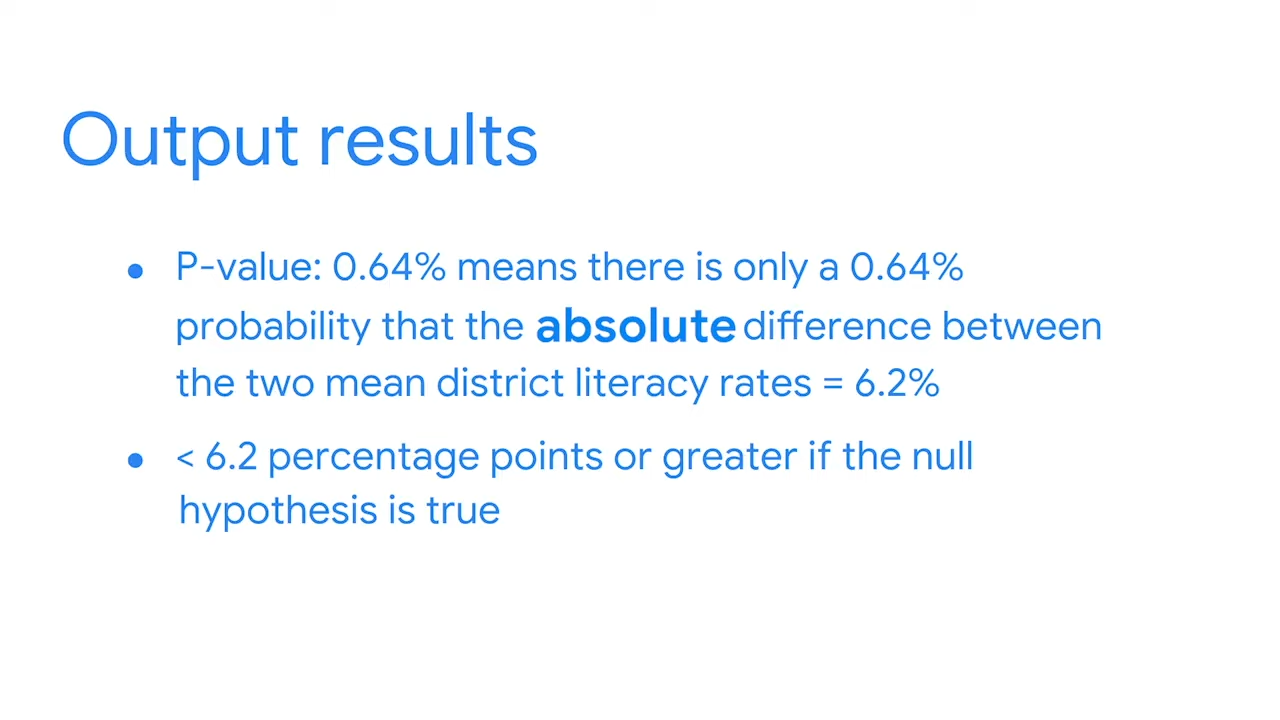 Output results
• P-value: 0.64% means there is only a 0.64%
probability that the absolute difference between
the two mean district literacy rates = 6.2%
• < 6.2 percentage points or greater if the null
hypothesis is true